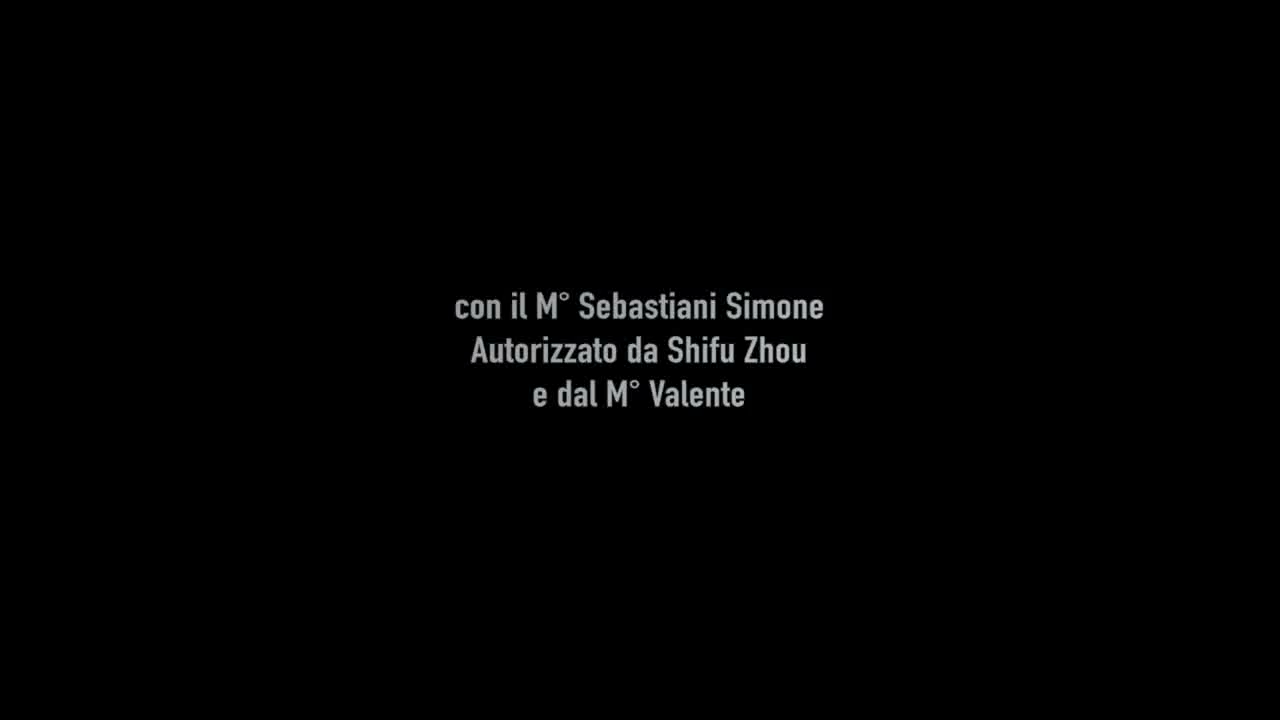 con il M° Sebastiani Simone
Autorizzato da Shifu Zhou
e dal M° Valente